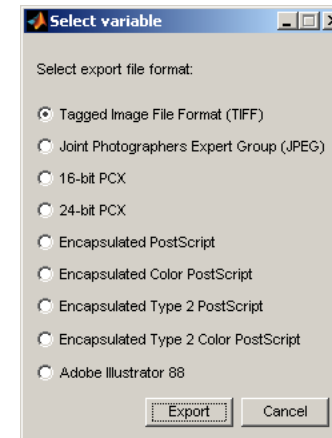 Select variable
Select export file format:
Tagged Image File Format (TIFF)
Joint Photographers Expert Group (JPEG)
16-bit PCX
24-bit PCX
Encapsulated PostScript
Encapsulated Color PostScript
Encapsulated Type 2 PostScript
Encapsulated Type 2 Color PostScript
Adobe Illustrator 88
Export Cancel